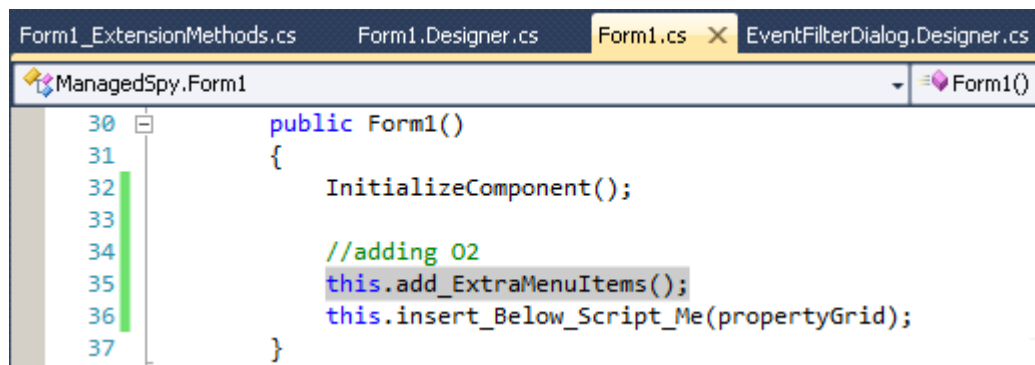 Form1_ExtensionMethods.cs Form1.Designer.cs Form1.cs EventFilterDialog.Designer.cs
ManagedSpy.Form1 Form1()
30 public Form1()
31 {
32 InitializeComponent();
33
34 //adding O2
35 this.add_ExtraMenuItems();
36 this.insert_Below_Script_Me(propertyGrid);
37 }